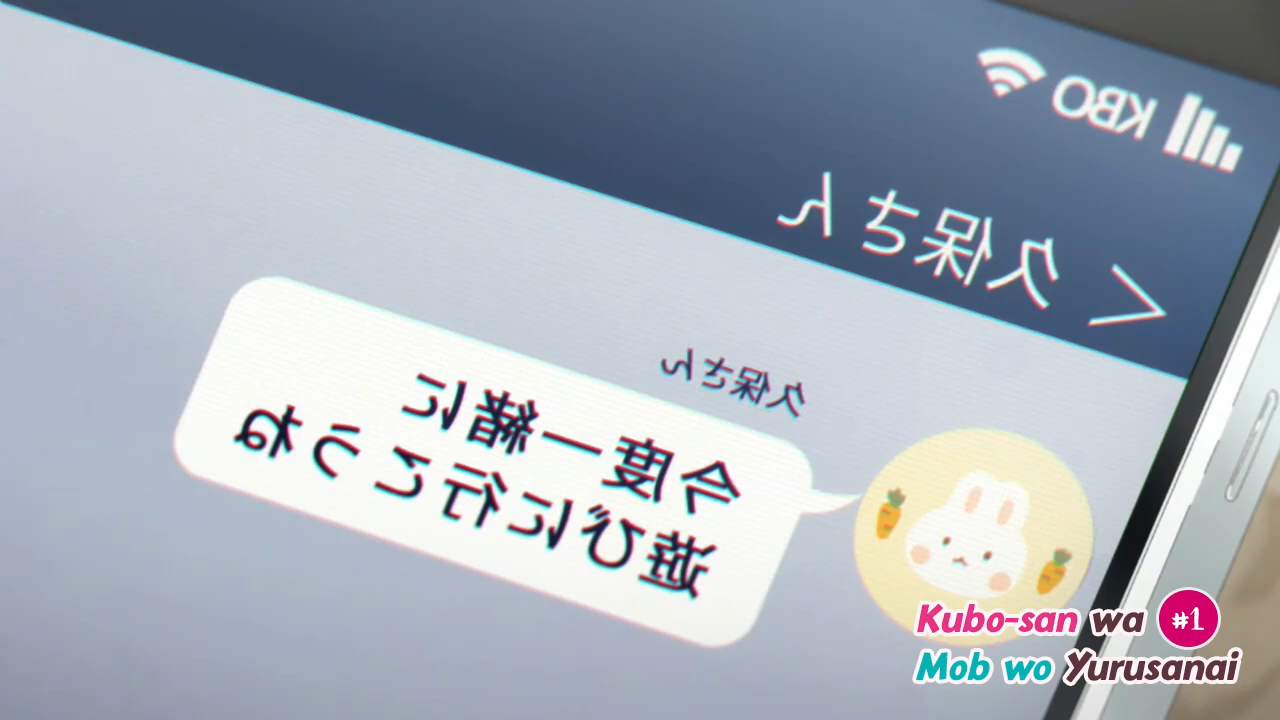 KBO
く 久保さん
久保さん
今度一緒に
遊びに行こうね
Kubo-san wa #1
Mob wo Yurusanai